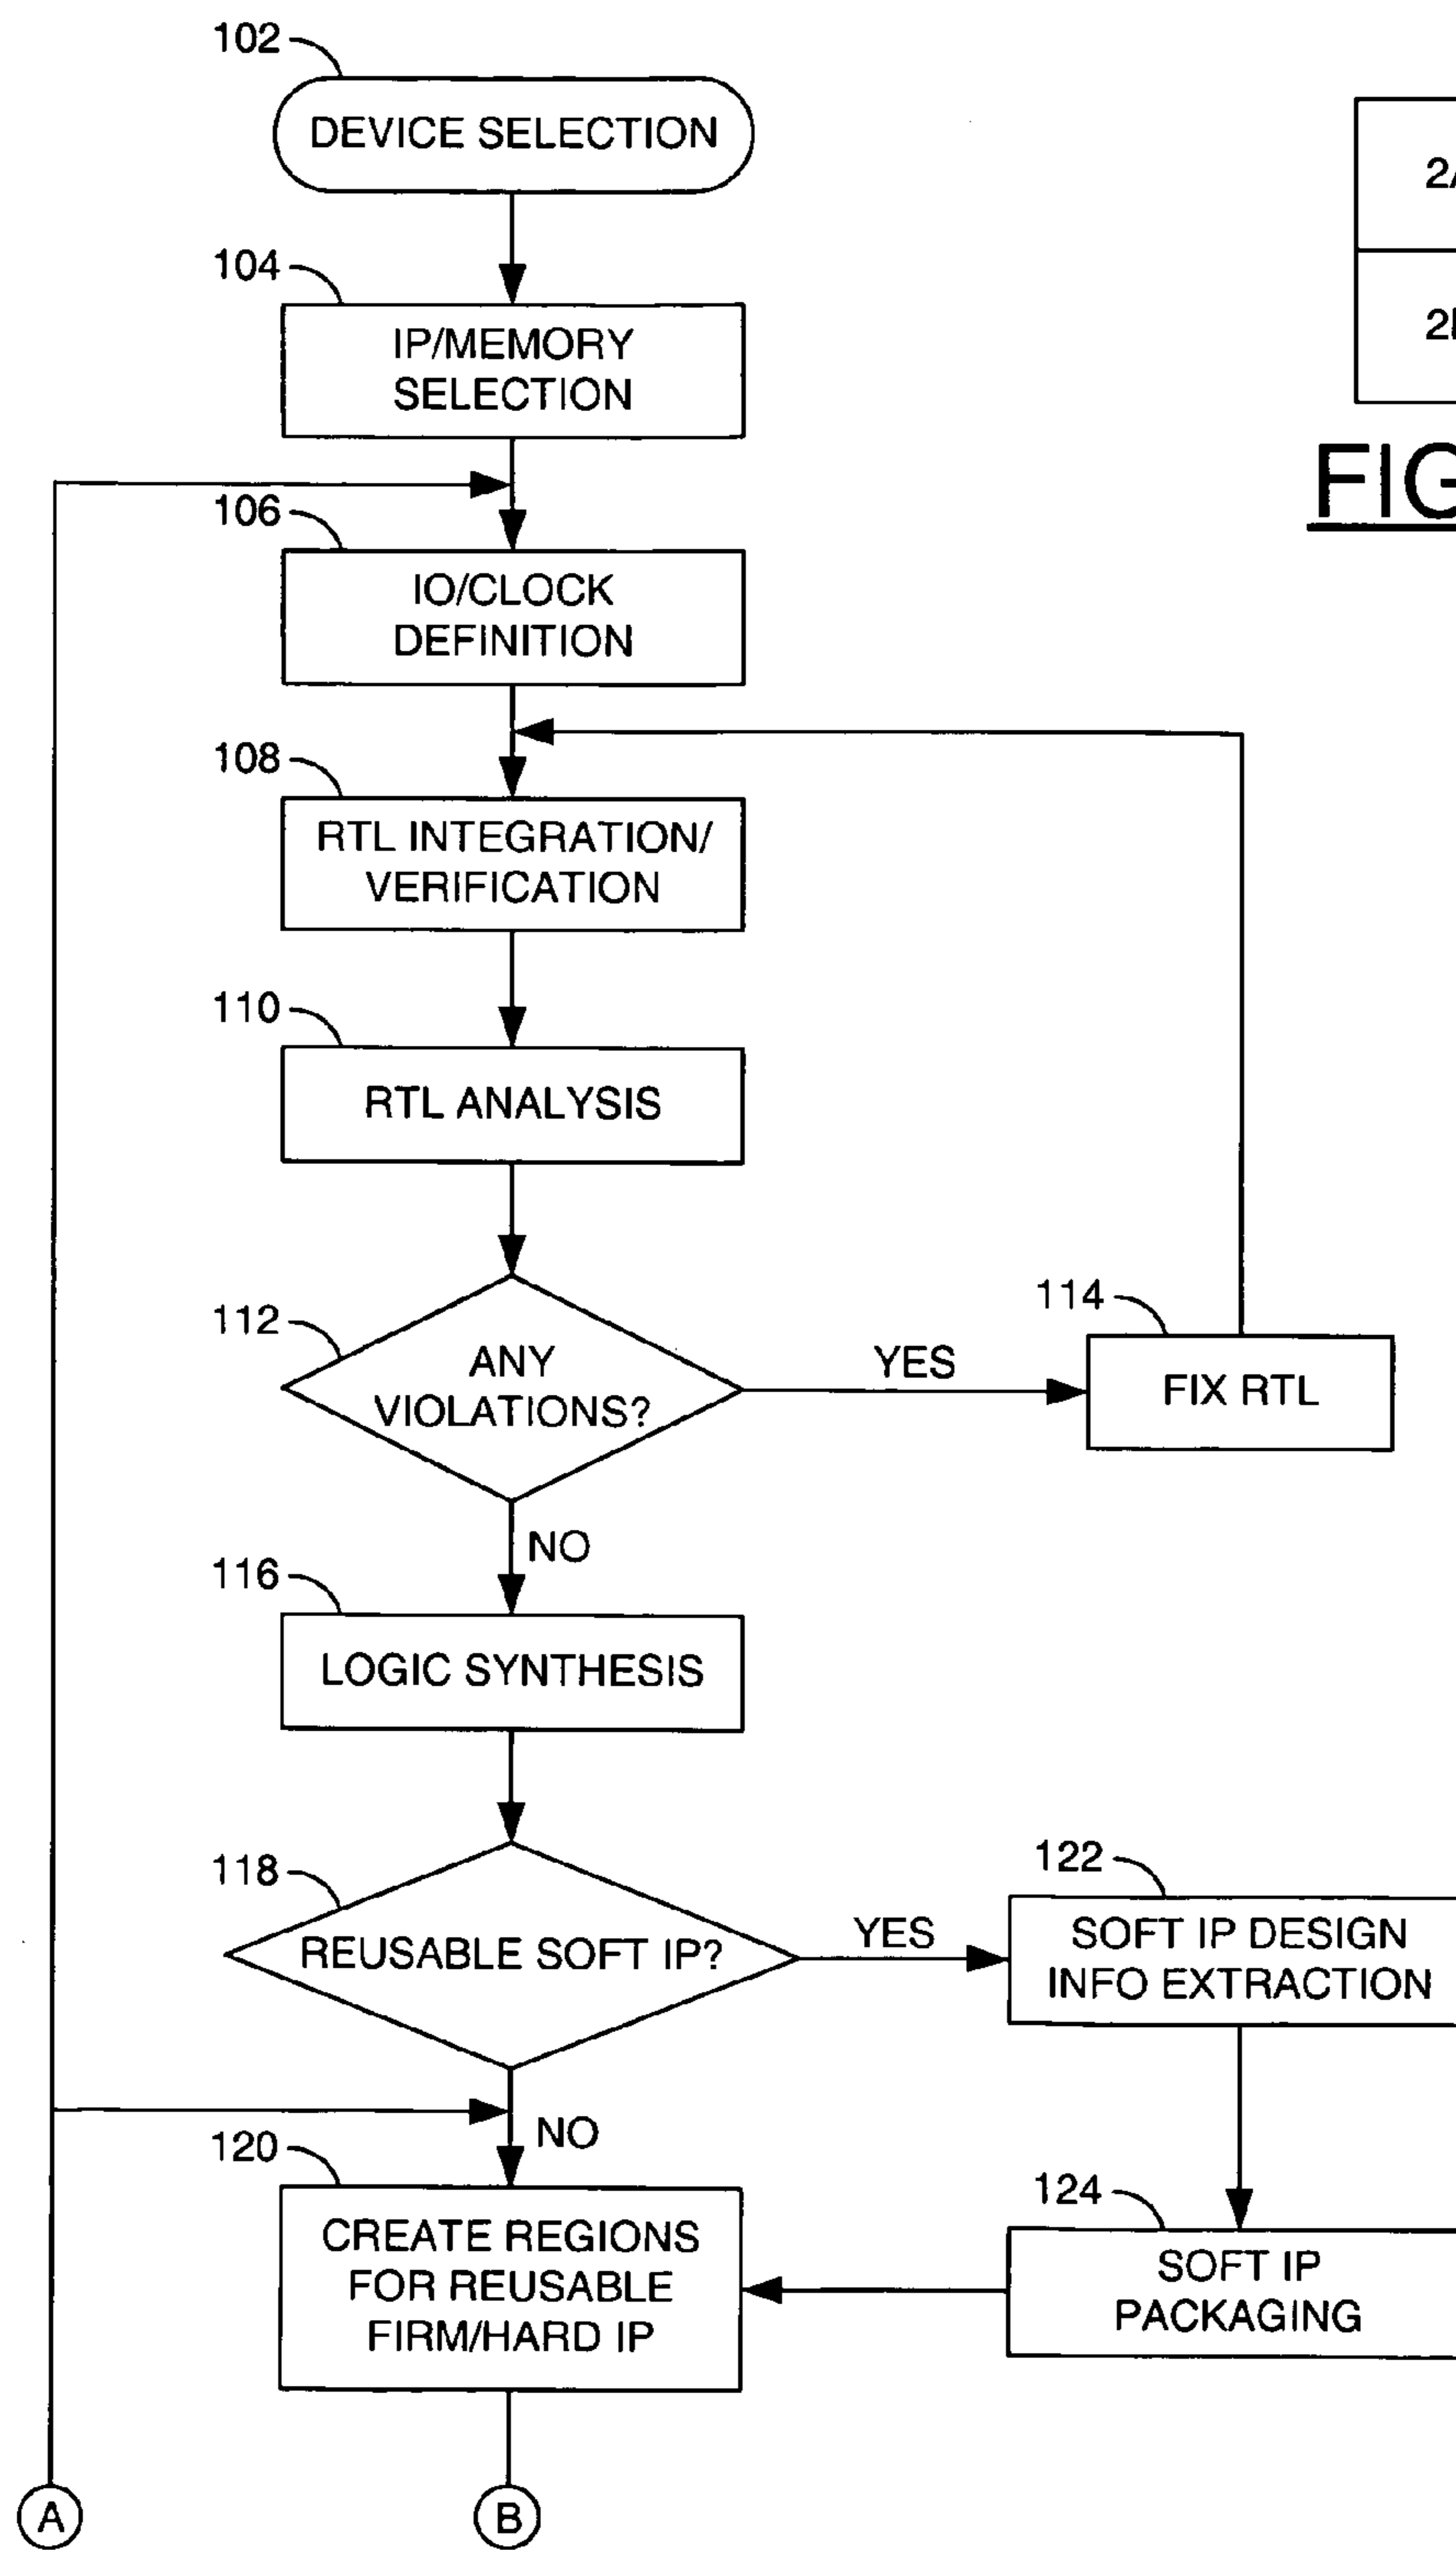 102
DEVICE SELECTION
104
IP/MEMORY
SELECTION
106
IO/CLOCK
DEFINITION
108
RTL INTEGRATION/
VERIFICATION
110
RTL ANALYSIS
112
ANY
VIOLATIONS?
YES
114
FIX RTL
NO
116
LOGIC SYNTHESIS
118
REUSABLE SOFT IP?
YES
122
SOFT IP DESIGN
INFO EXTRACTION
NO
120
CREATE REGIONS
FOR REUSABLE
FIRM/HARD IP
124
SOFT IP
PACKAGING
A
B